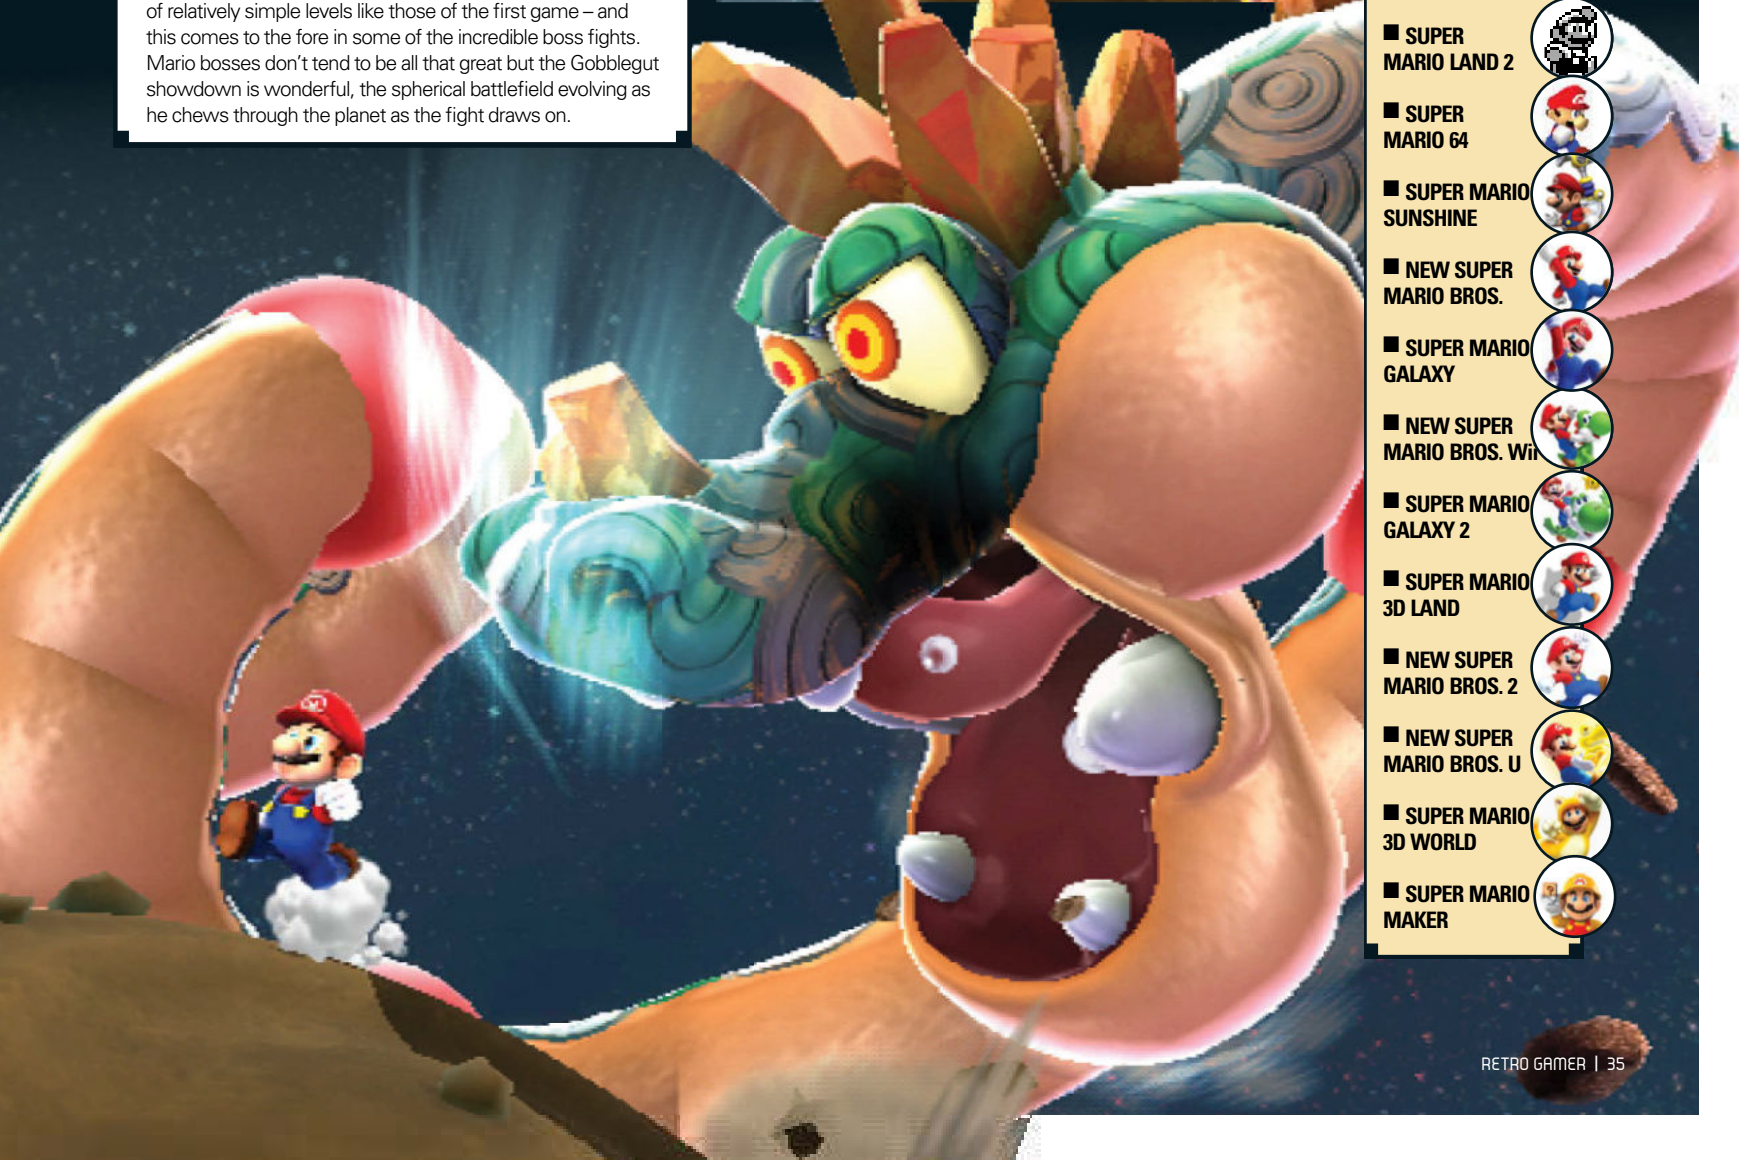 of relatively simple levels like those of the first game – and
this comes to the fore in some of the incredible boss fights.
Mario bosses don't tend to be all that great but the Gobblegut
showdown is wonderful, the spherical battlefield evolving as
he chews through the planet as the fight draws on.
■ SUPER
MARIO LAND 2
■ SUPER
MARIO 64
■ SUPER MARIO
SUNSHINE
■ NEW SUPER
MARIO BROS.
■ SUPER MARIO
GALAXY
■ NEW SUPER
MARIO BROS. Wii
■ SUPER MARIO
GALAXY 2
■ SUPER MARIO
3D LAND
■ NEW SUPER
MARIO BROS. 2
■ NEW SUPER
MARIO BROS. U
■ SUPER MARIO
3D WORLD
■ SUPER MARIO
MAKER
RETRO GAMER | 35